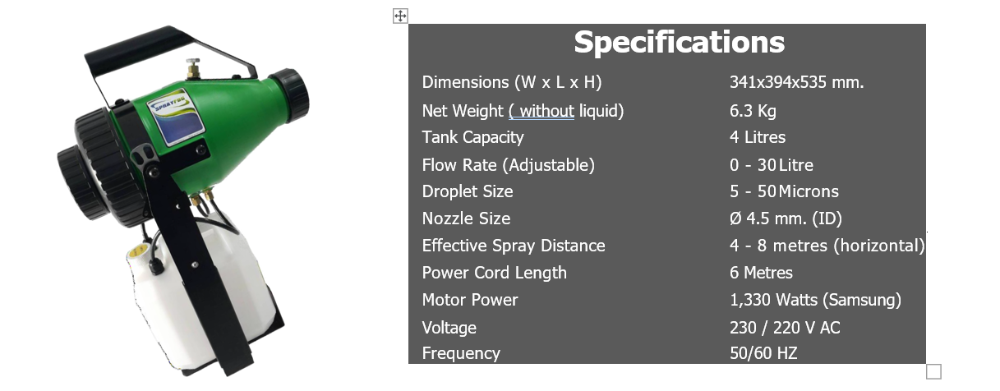 SPRAYFOG
Specifications
Dimensions (W x L x H) 341x394x535 mm.
Net Weight ( without liquid) 6.3 Kg
Tank Capacity 4 Litres
Flow Rate (Adjustable) 0 - 30 Litre
Droplet Size 5 - 50 Microns
Nozzle Size Ø 4.5 mm. (ID)
Effective Spray Distance 4 - 8 metres (horizontal)
Power Cord Length 6 Metres
Motor Power 1,330 Watts (Samsung)
Voltage 230 / 220 V AC
Frequency 50/60 HZ